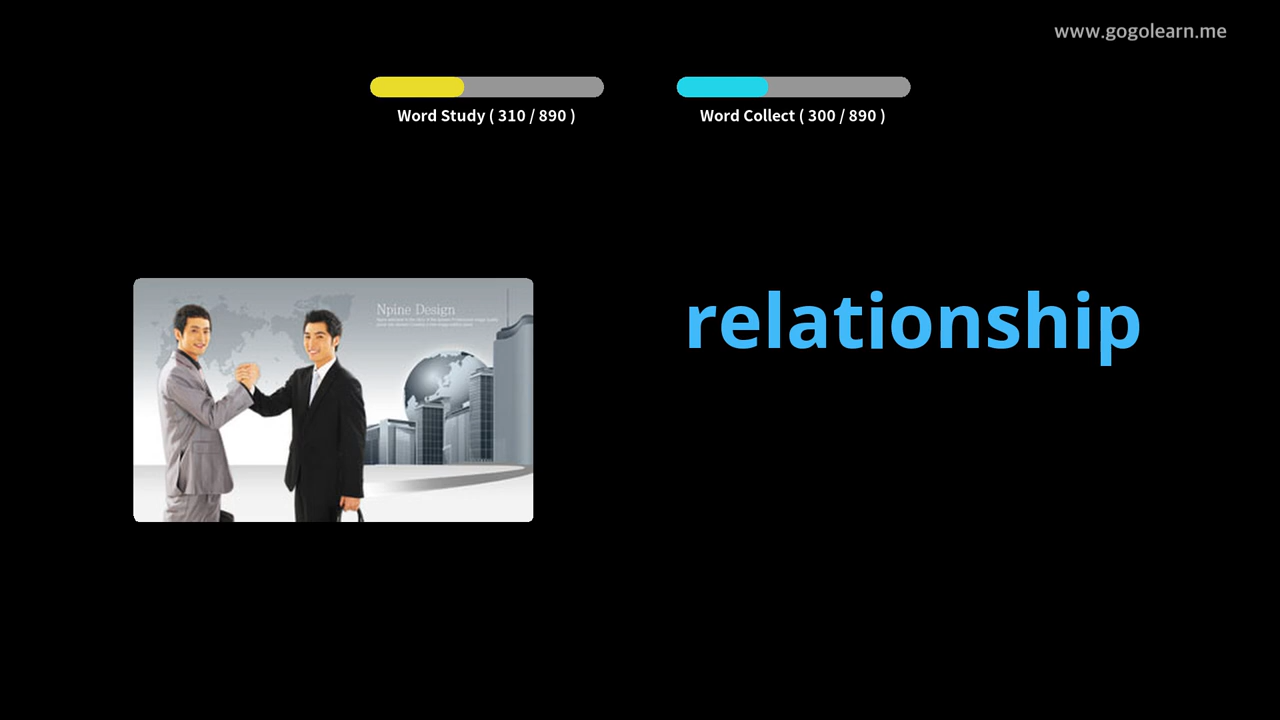 www.gogolearn.me
Word Study ( 310 / 890 )
Word Collect ( 300 / 890 )
Npine Design
relationship